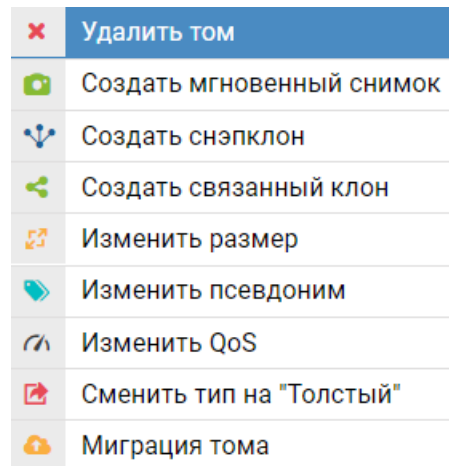 Удалить том
Создать мгновенный снимок
Создать снэпклон
Создать связанный клон
Изменить размер
Изменить псевдоним
Изменить QoS
Сменить тип на "Толстый"
Миграция тома